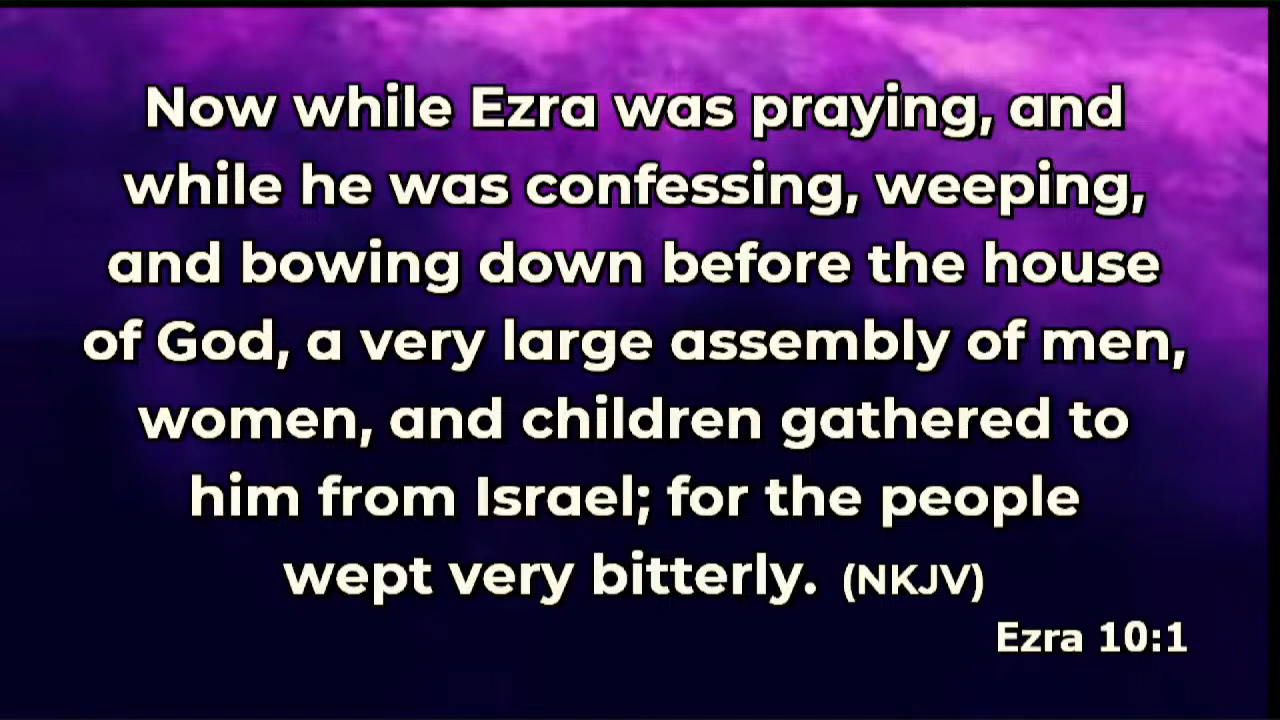 Now while Ezra was praying, and
while he was confessing, weeping,
and bowing down before the house
of God, a very large assembly of men,
women, and children gathered to
him from Israel; for the people
wept very bitterly. (NKJV)
Ezra 10:1